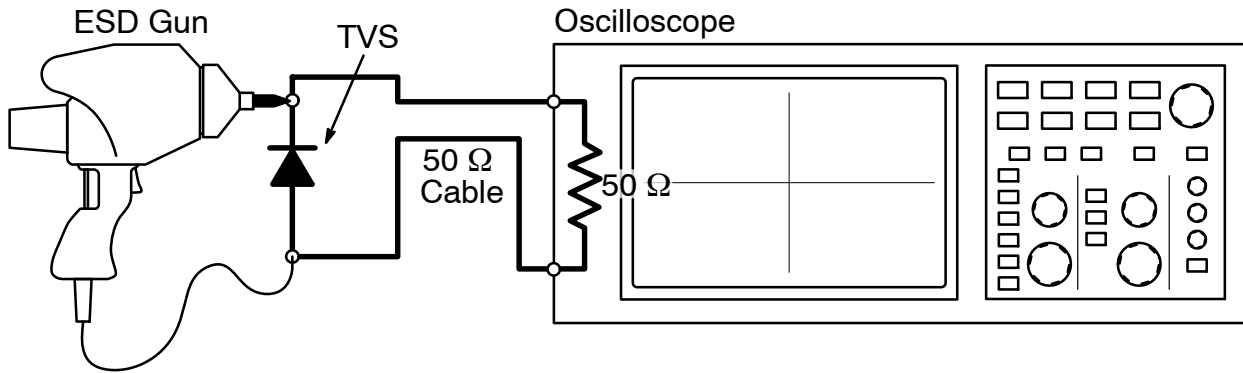 ESD Gun
TVS
Oscilloscope
50 Ω
Cable
50 Ω